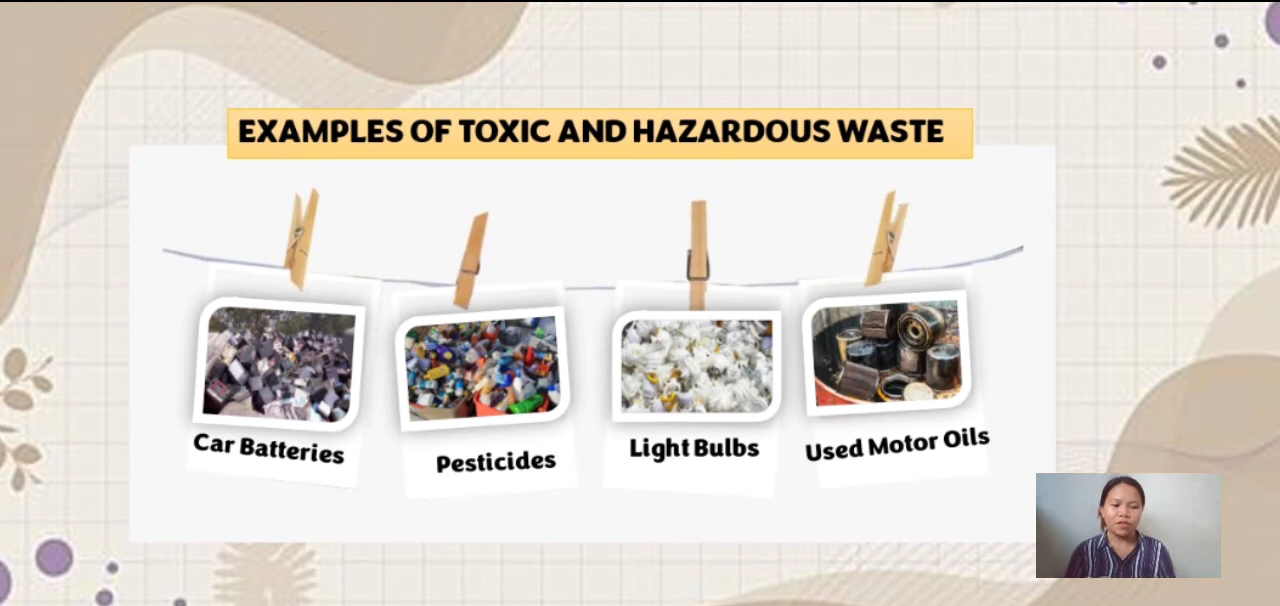 EXAMPLES OF TOXIC AND HAZARDOUS WASTE
Car Batteries
Pesticides
Light Bulbs
Used Motor Oils